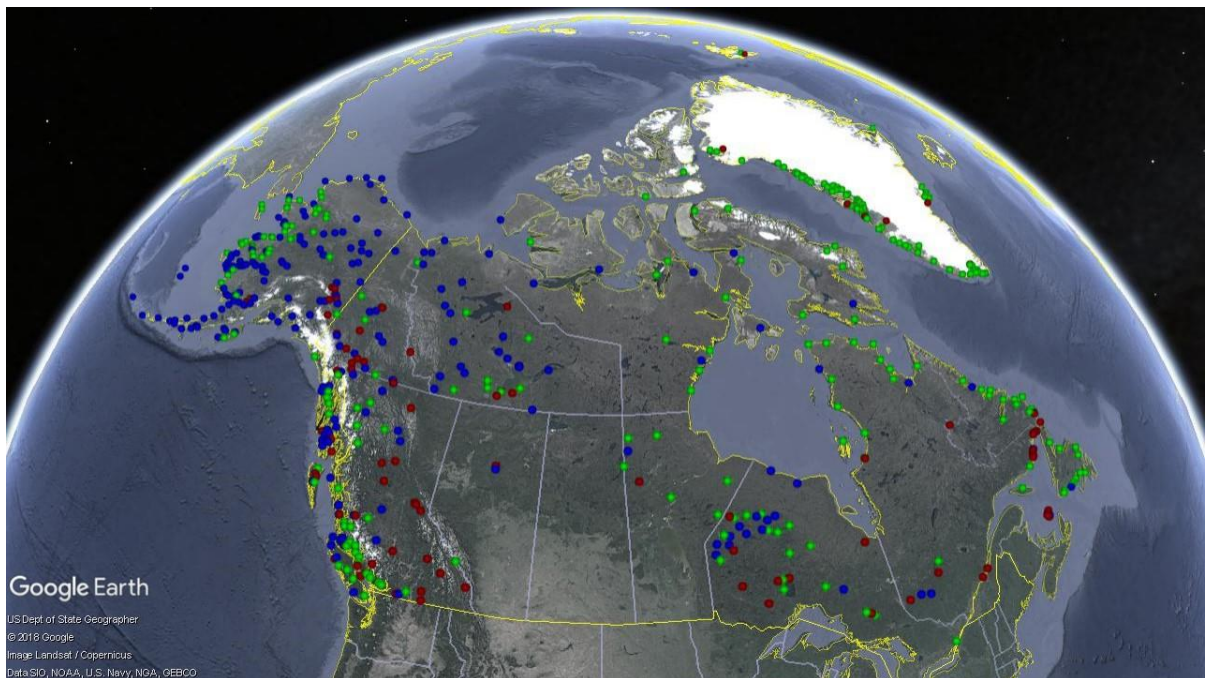 Google Earth
US Dept of State Geographer
© 2018 Google
Image Landsat / Copernicus
Data SIO, NOAA, U.S. Navy, NGA, GEBCO